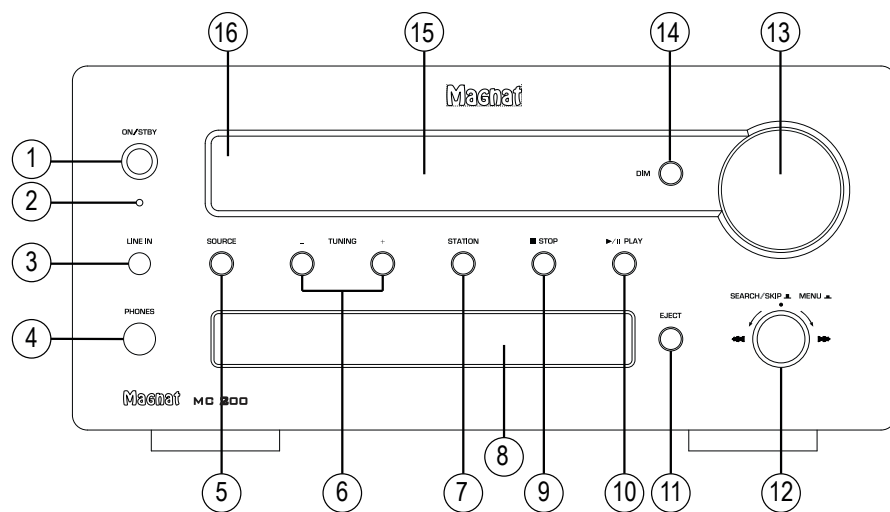 16 15 14 13
Magnat
ON/STBY
1
DIM
2
LINE IN SOURCE – TUNING + STATION ■ STOP ►/II PLAY
3
SEARCH/SKIP MENU
PHONES EJECT
4
Magnat MC 200
8
5 6 7 9 10 11 12